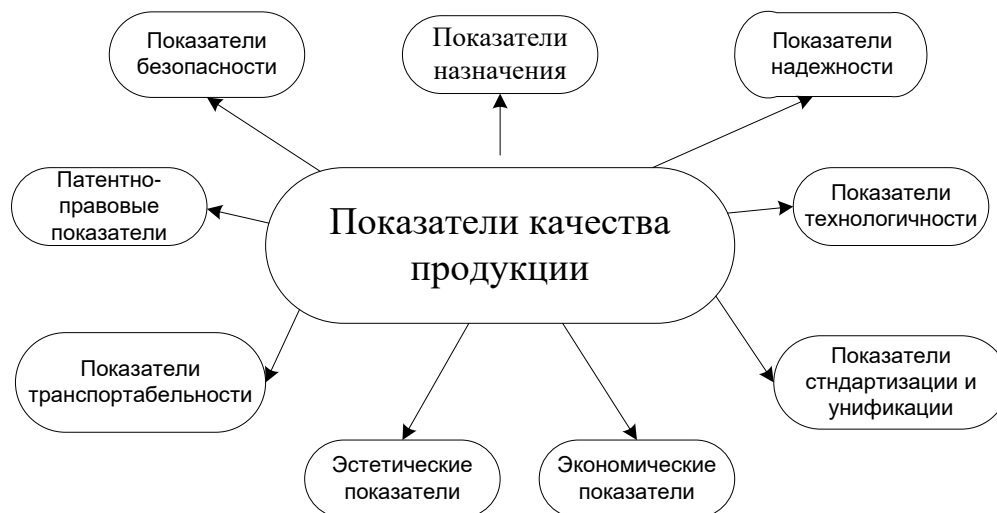 Показатели
безопасности
Показатели
назначения
Показатели
надежности
Патентно-
правовые
показатели
Показатели качества
продукции
Показатели
технологичности
Показатели
транспортабельности
Показатели
стндартизации и
унификации
Эстетические
показатели
Экономические
показатели